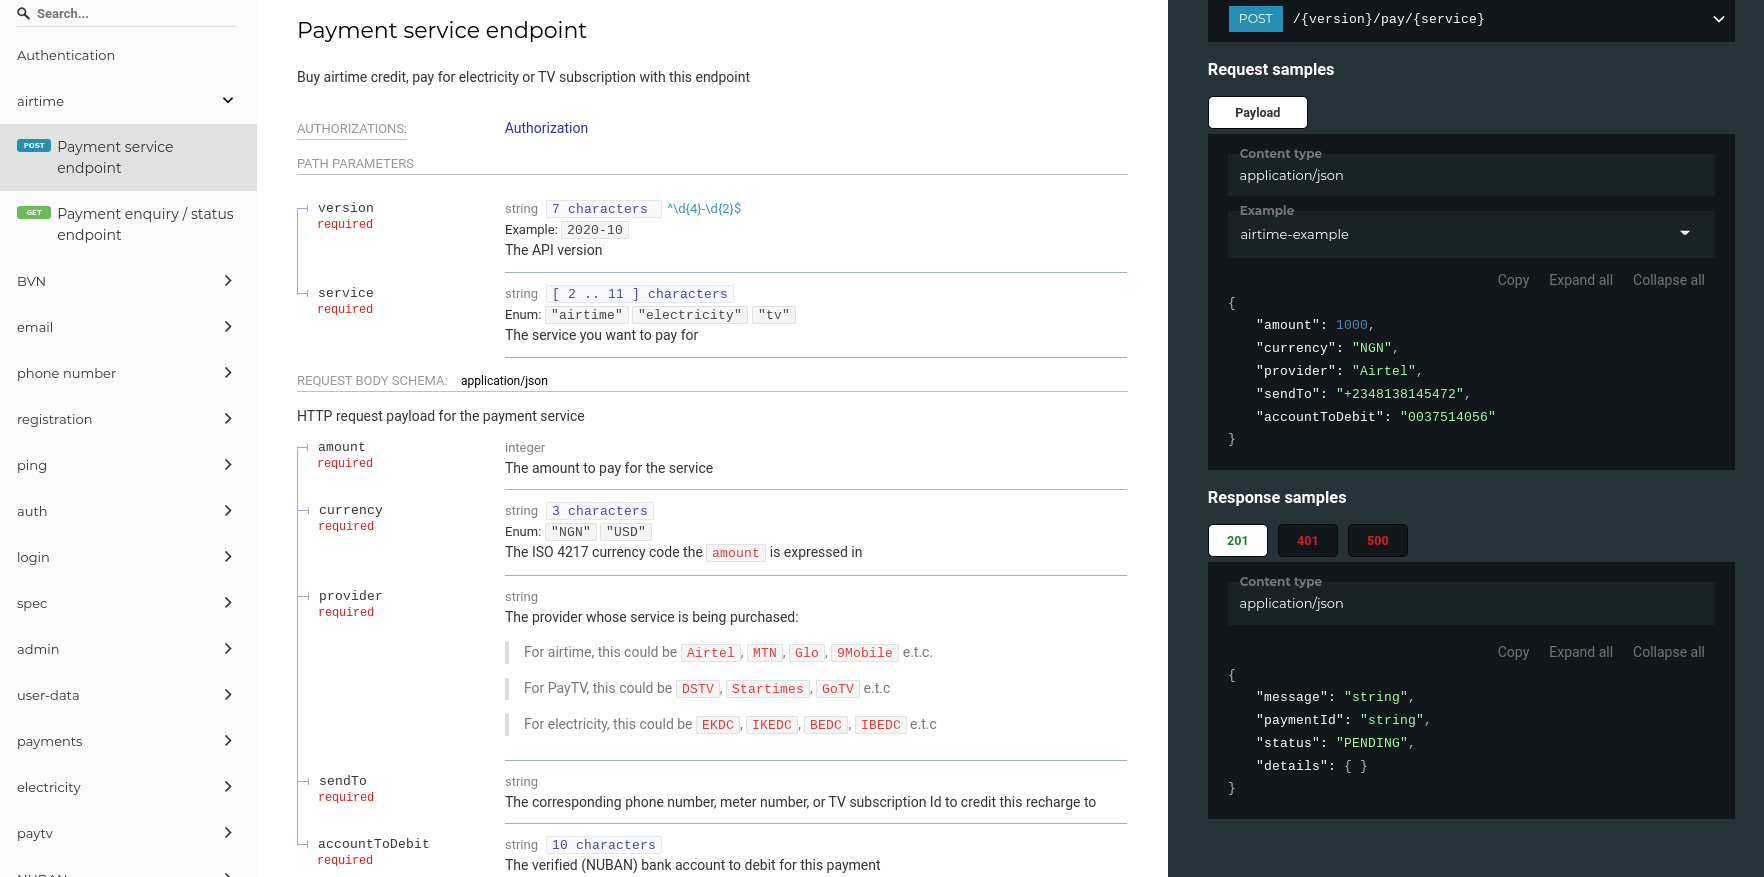 Search...
Authentication
airtime
POST Payment service
endpoint
GET Payment enquiry / status
endpoint
BVN
email
phone number
registration
ping
auth
login
spec
admin
user-data
payments
electricity
paytv
Payment service endpoint
Buy airtime credit, pay for electricity or TV subscription with this endpoint
AUTHORIZATIONS: Authorization
PATH PARAMETERS
version string 7 characters ^\d{4}-\d{2}$
required Example: 2020-10
The API version
service string [ 2 .. 11 ] characters
required Enum: "airtime" "electricity" "tv"
The service you want to pay for
REQUEST BODY SCHEMA: application/json
HTTP request payload for the payment service
amount integer
required The amount to pay for the service
currency string 3 characters
required Enum: "NGN" "USD"
The ISO 4217 currency code the amount is expressed in
provider string
required The provider whose service is being purchased:
For airtime, this could be Airtel, MTN, Glo, 9Mobile e.t.c.
For PayTV, this could be DSTV, Startimes, GoTV e.t.c
For electricity, this could be EKDC, IKEDC, BEDC, IBEDC e.t.c
sendTo string
required The corresponding phone number, meter number, or TV subscription Id to credit this recharge to
accountToDebit string 10 characters
required The verified (NUBAN) bank account to debit for this payment
POST /{version}/pay/{service}
Request samples
Payload
Content type
application/json
Example
airtime-example
Copy Expand all Collapse all
{
"amount": 1000,
"currency": "NGN",
"provider": "Airtel",
"sendTo": "+2348138145472",
"accountToDebit": "0037514056"
}
Response samples
201 401 500
Content type
application/json
Copy Expand all Collapse all
{
"message": "string",
"paymentId": "string",
"status": "PENDING",
"details": { }
}